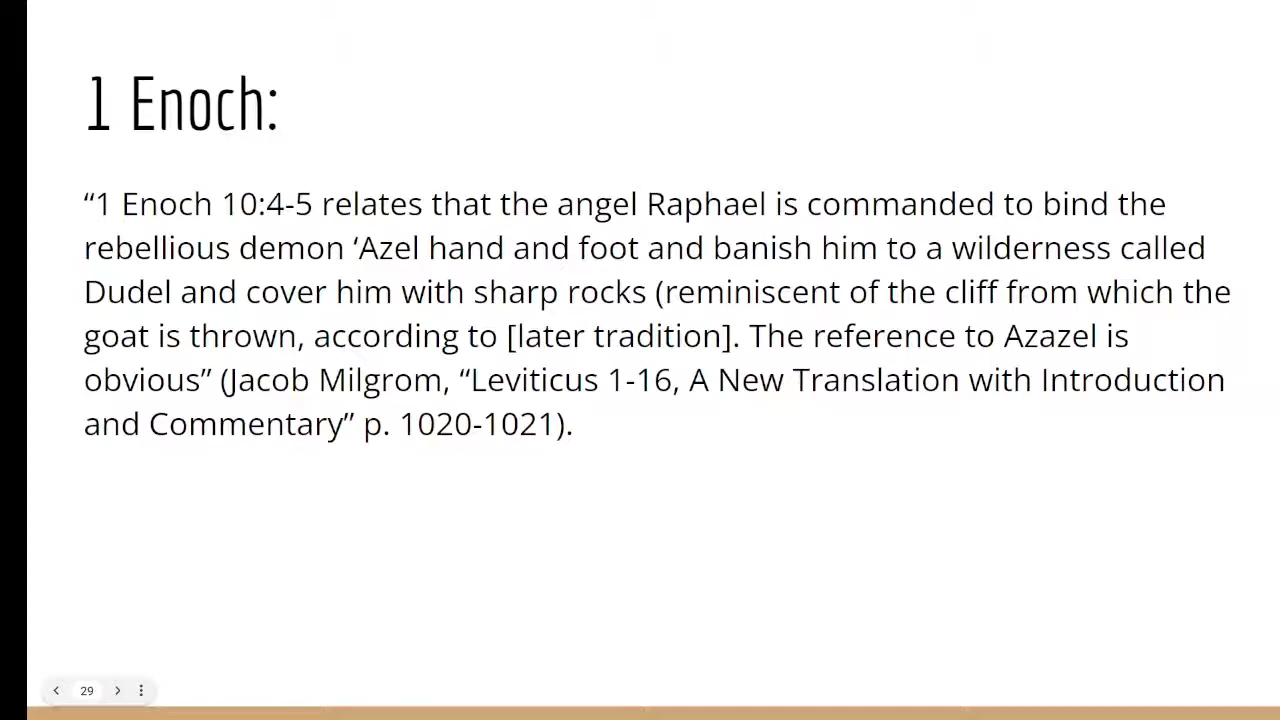 1 Enoch:
“1 Enoch 10:4-5 relates that the angel Raphael is commanded to bind the
rebellious demon ‘Azel hand and foot and banish him to a wilderness called
Dudel and cover him with sharp rocks (reminiscent of the cliff from which the
goat is thrown, according to [later tradition]. The reference to Azazel is
obvious” (Jacob Milgrom, “Leviticus 1-16, A New Translation with Introduction
and Commentary” p. 1020-1021).
29